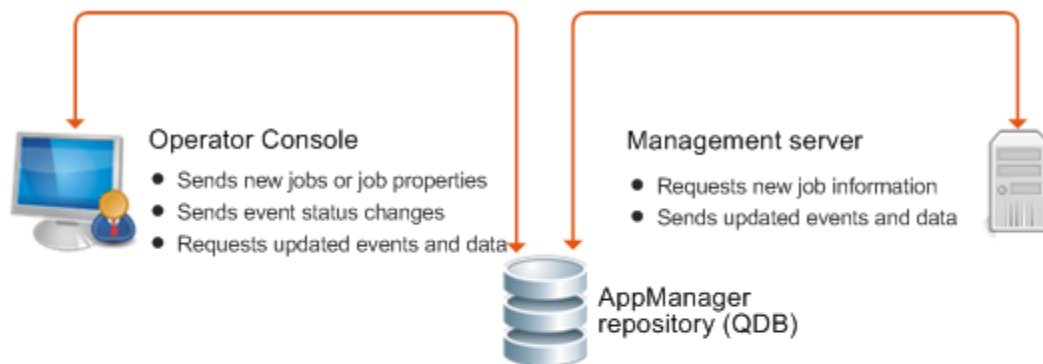 Operator Console
● Sends new jobs or job properties
● Sends event status changes
● Requests updated events and data
Management server
● Requests new job information
● Sends updated events and data
AppManager
repository (QDB)